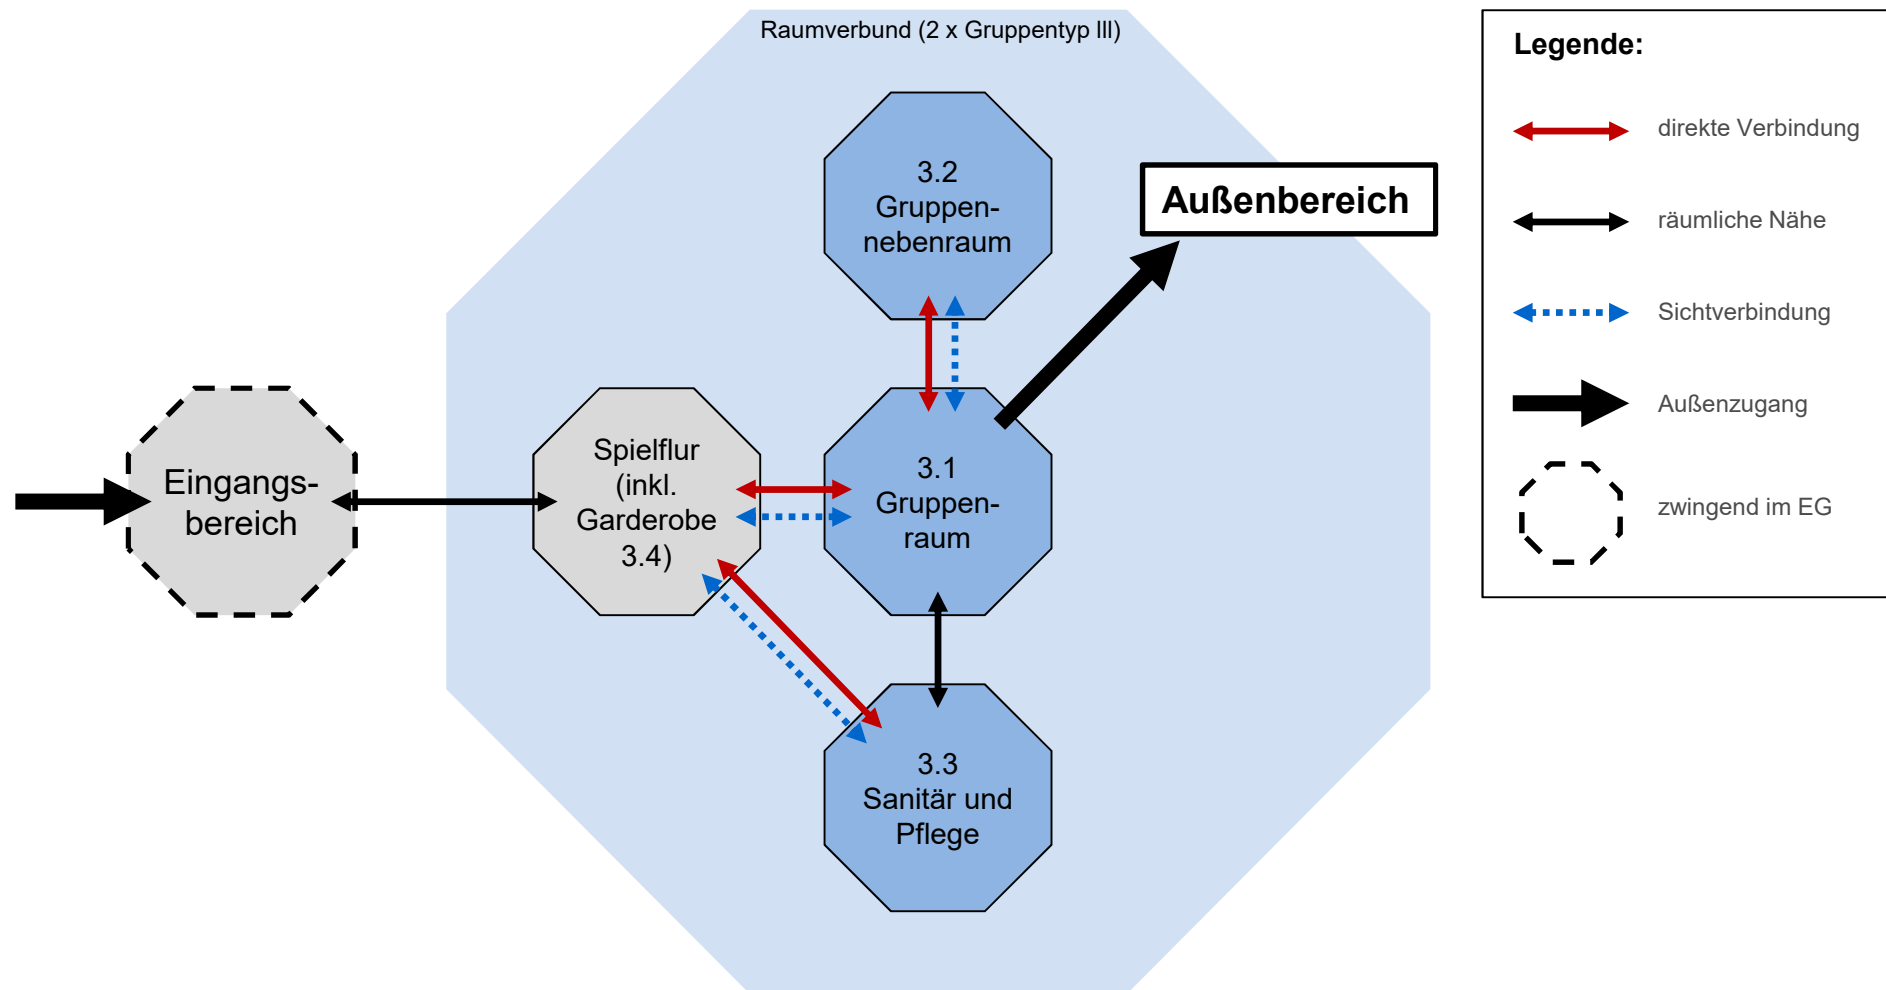 Raumverbund (2 x Gruppentyp III)
3.2
Gruppen-
nebenraum
Außenbereich
Eingangs-
bereich
Spielflur
(inkl.
Garderobe
3.4)
3.1
Gruppen-
raum
3.3
Sanitär und
Pflege
Legende:
direkte Verbindung
räumliche Nähe
Sichtverbindung
Außenzugang
zwingend im EG